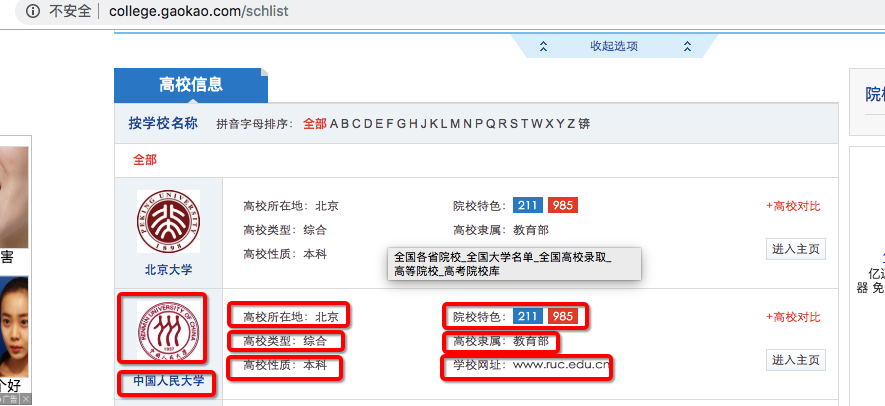 不安全 college.gaokao.com/schlist
收起选项
高校信息
院校
按学校名称 拼音字母排序: 全部 A B C D E F G H J K L M N P Q R S T W X Y Z 锛
全部
PEKING UNIVERSITY
1898
北京大学
高校所在地: 北京
院校特色: 211 985
+高校对比
高校类型: 综合
高校隶属: 教育部
高校性质: 本科
进入主页
全国各省院校_全国大学名单_全国高校录取_
高等院校_高考院校库
害
亿
器 免
RENMIN UNIVERSITY OF CHINA
1937
中国人民大学
高校所在地: 北京
院校特色: 211 985
+高校对比
高校类型: 综合
高校隶属: 教育部
高校性质: 本科
学校网址: www.ruc.edu.cn
进入主页
个好
广告